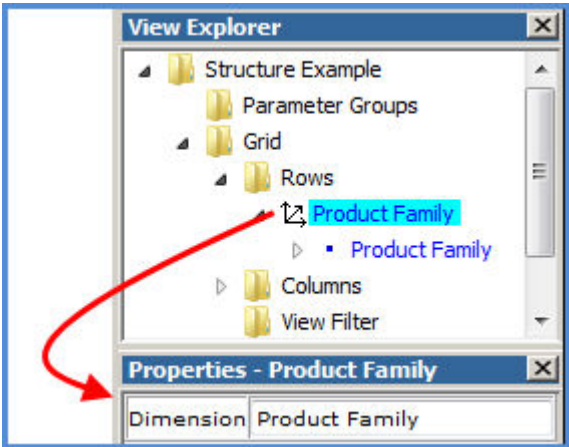 View Explorer
Structure Example
Parameter Groups
Grid
Rows
Product Family
Product Family
Columns
View Filter
Properties - Product Family
Dimension Product Family